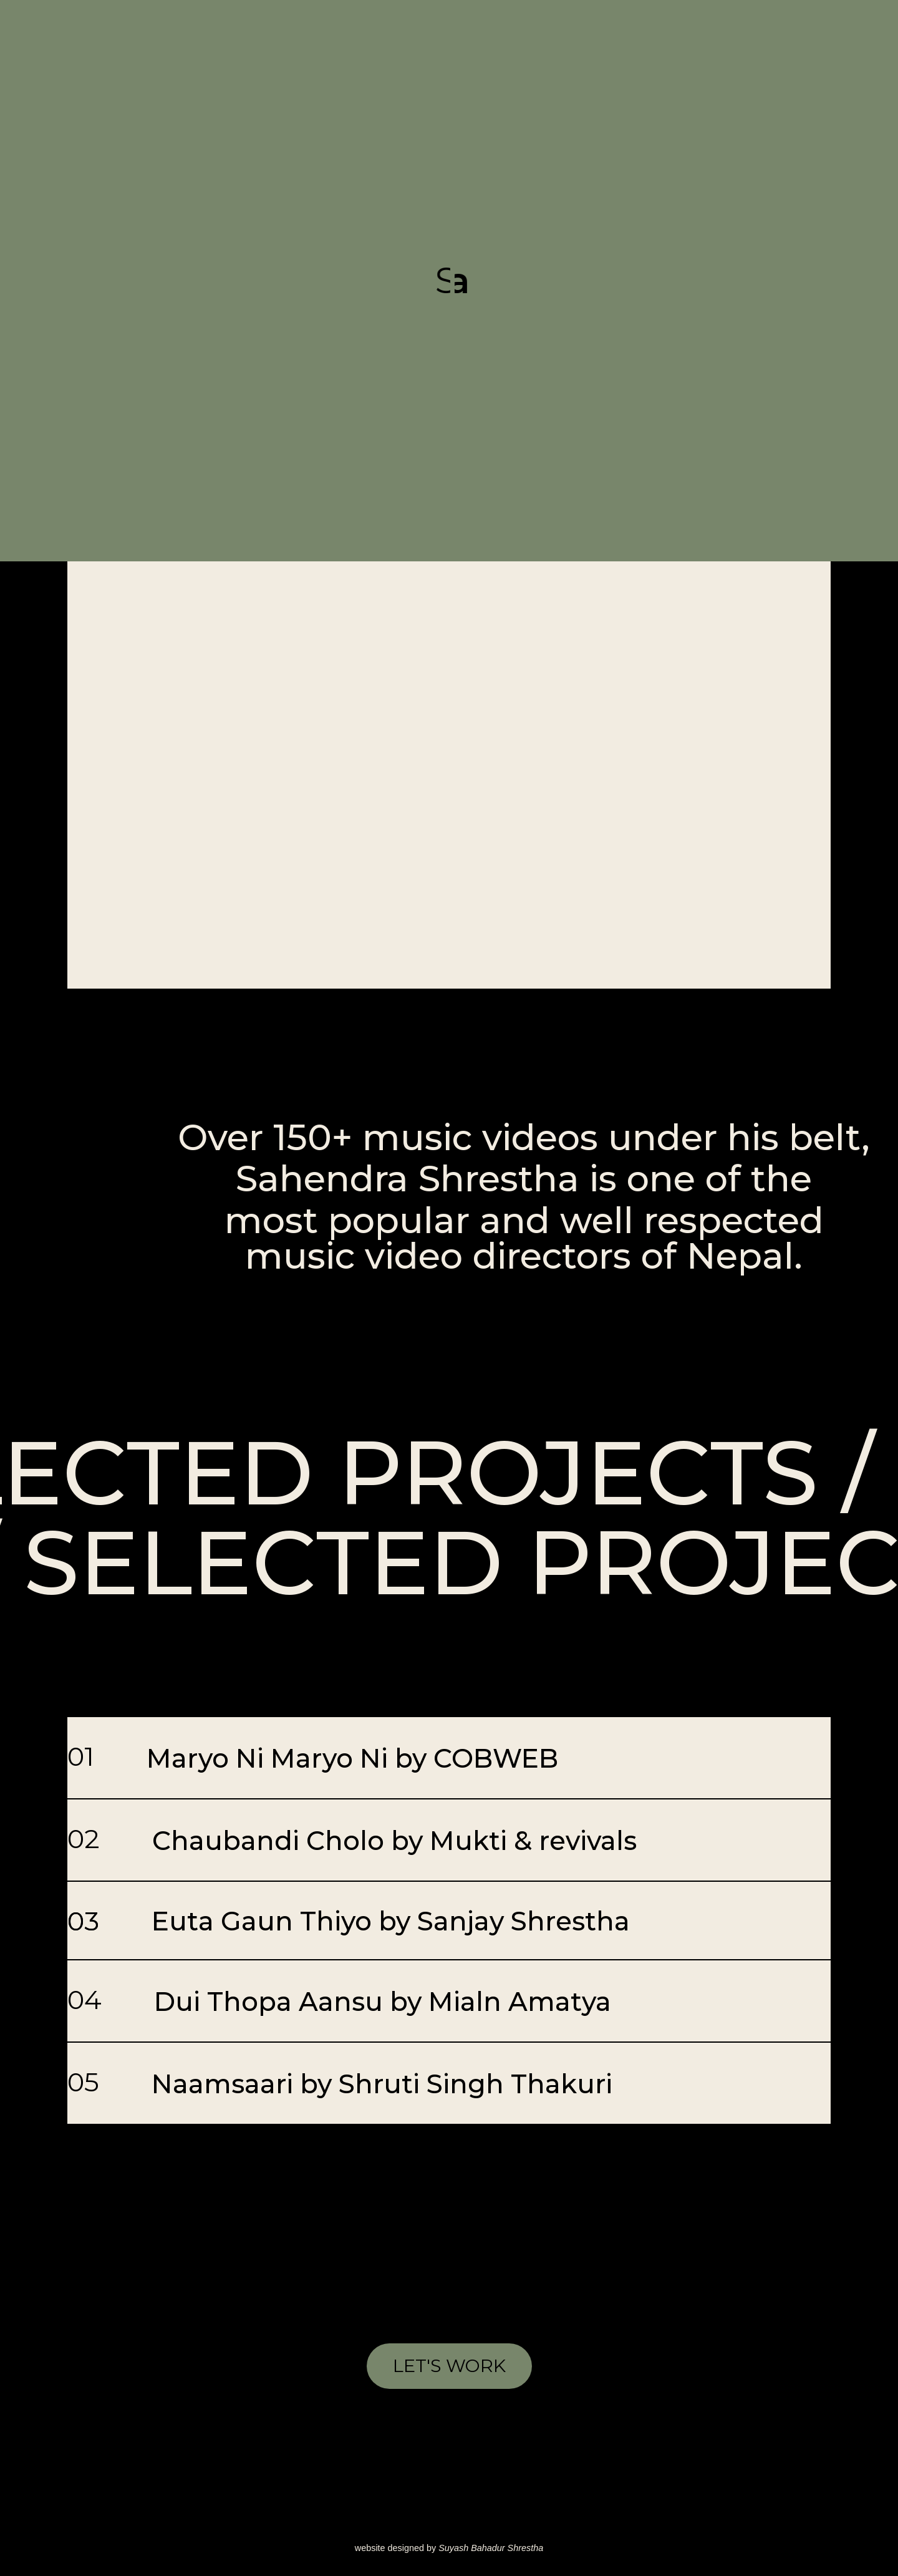 Sa
Over 150+ music videos under his belt,
Sahendra Shrestha is one of the
most popular and well respected
music video directors of Nepal.
ECTED PROJECTS /
/ SELECTED PROJEC
01 Maryo Ni Maryo Ni by COBWEB
02 Chaubandi Cholo by Mukti & revivals
03 Euta Gaun Thiyo by Sanjay Shrestha
04 Dui Thopa Aansu by Mialn Amatya
05 Naamsaari by Shruti Singh Thakuri
LET'S WORK
website designed by Suyash Bahadur Shrestha